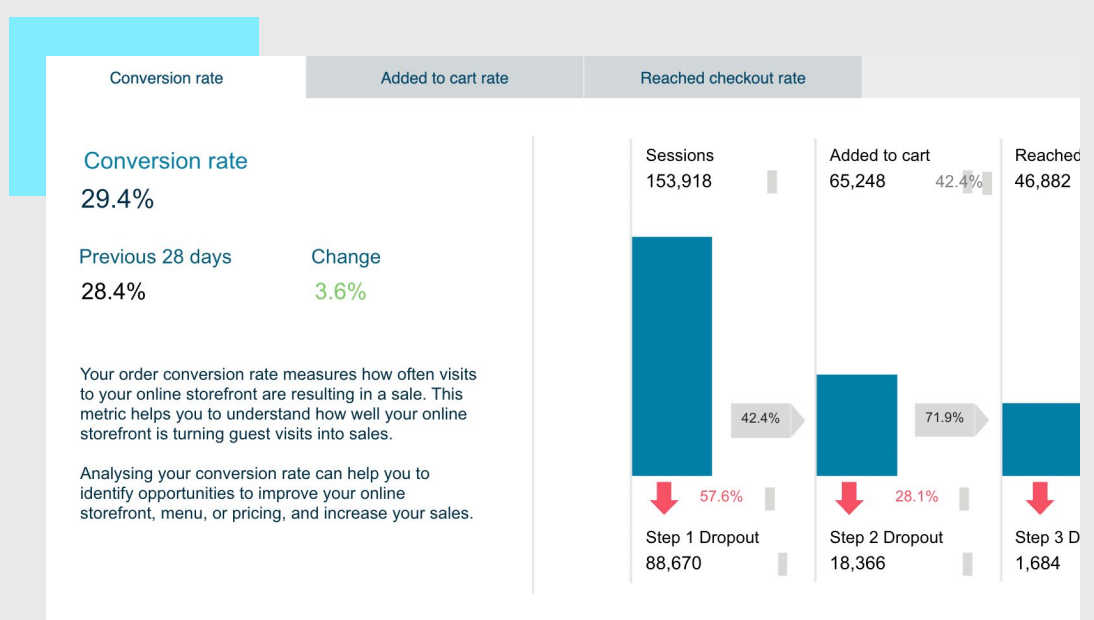 Conversion rate
Added to cart rate
Reached checkout rate
Conversion rate
29.4%
Previous 28 days
Change
28.4%
3.6%
Your order conversion rate measures how often visits
to your online storefront are resulting in a sale. This
metric helps you to understand how well your online
storefront is turning guest visits into sales.
Analysing your conversion rate can help you to
identify opportunities to improve your online
storefront, menu, or pricing, and increase your sales.
Sessions
153,918
Added to cart
65,248
42.4%
Reached
46,882
42.4%
71.9%
57.6%
28.1%
Step 1 Dropout
88,670
Step 2 Dropout
18,366
Step 3 D
1,684